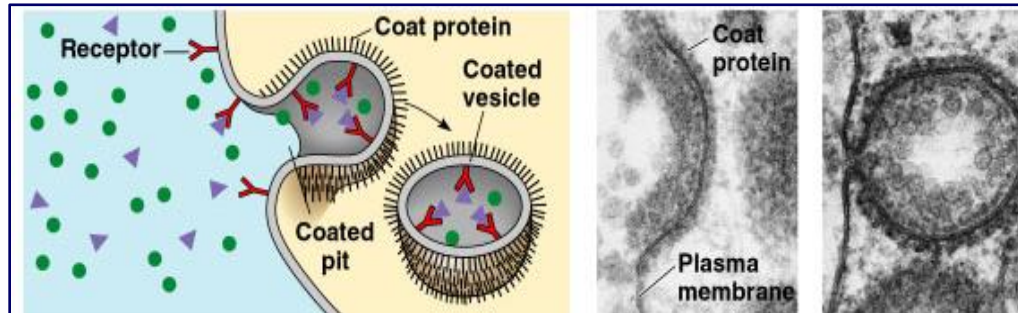 Receptor
Coat protein
Coated
vesicle
Coated
pit
Coat
protein
Plasma
membrane